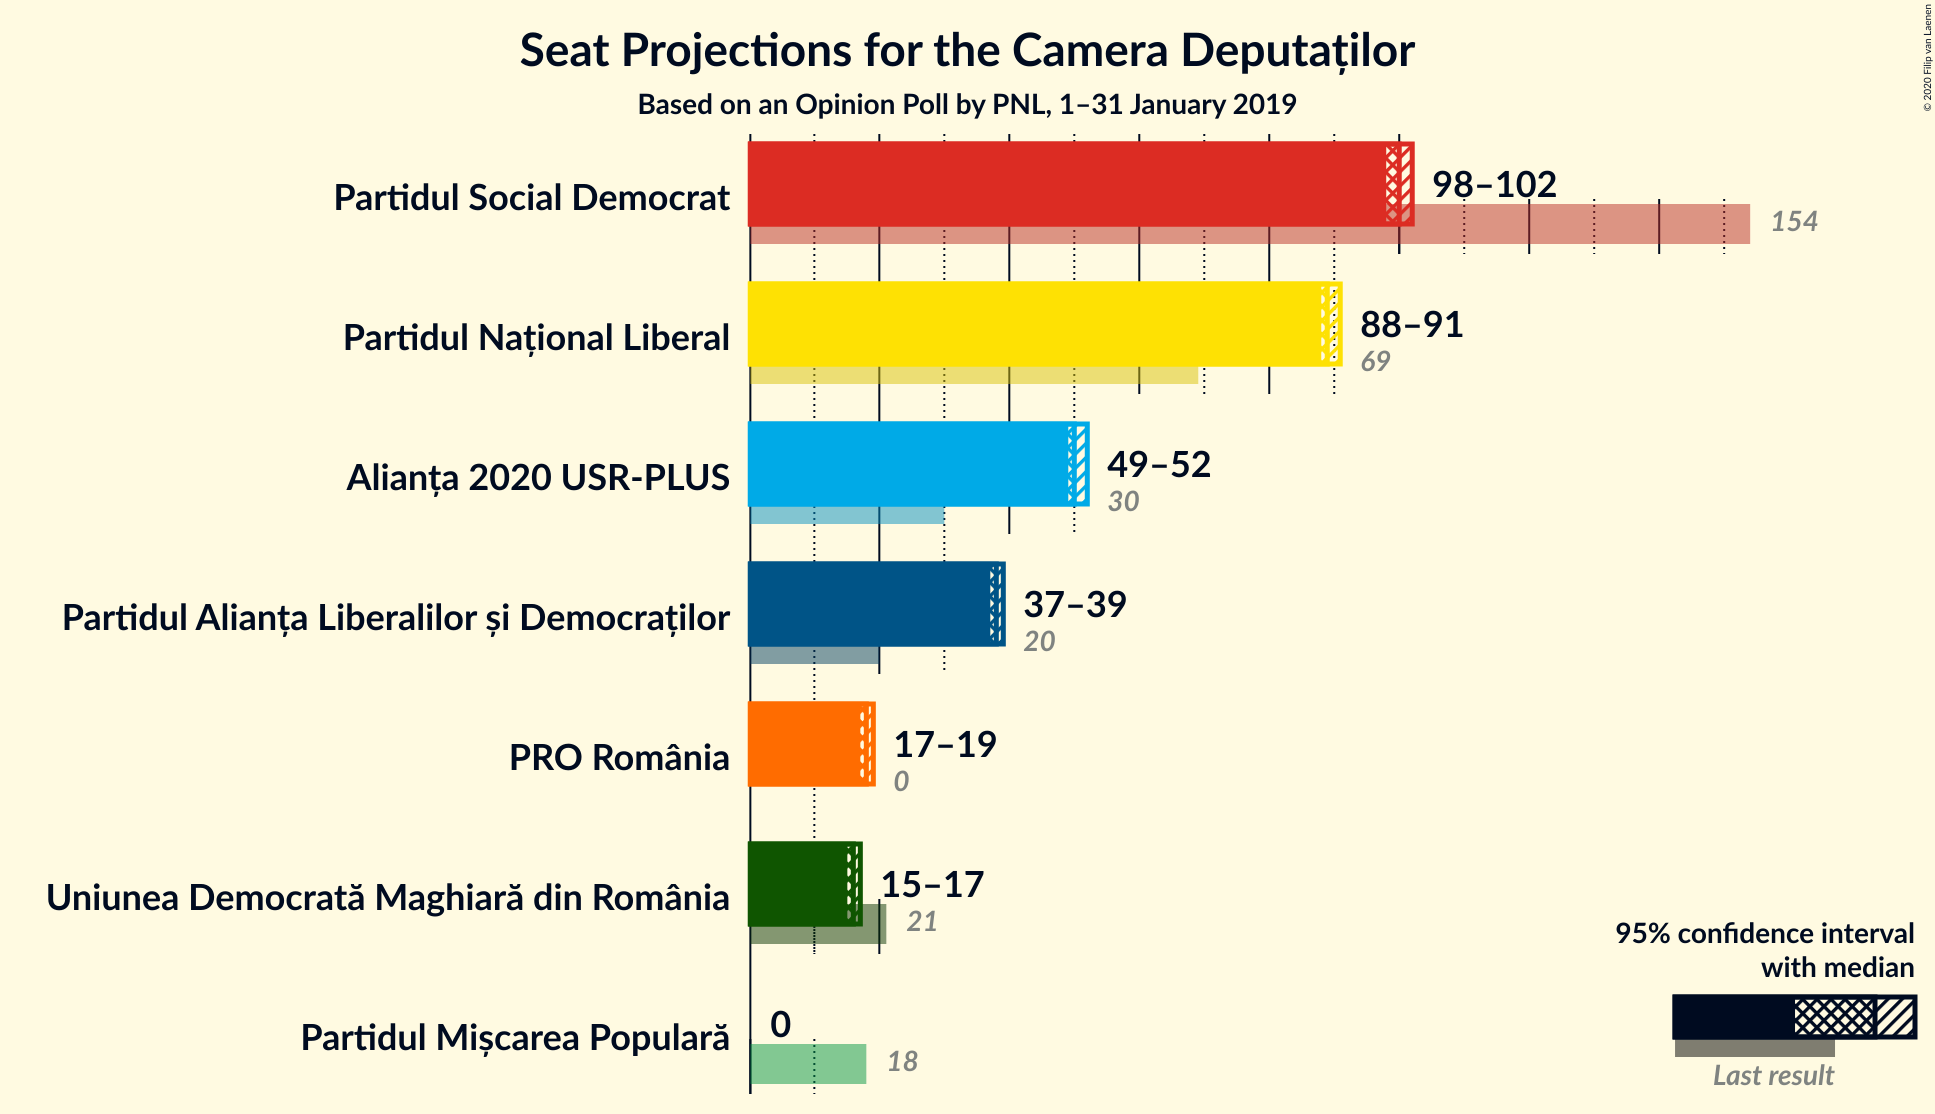 Seat Projections for the Camera Deputaților
Based on an Opinion Poll by PNL, 1–31 January 2019
© 2020 Filip van Laenen
Partidul Social Democrat
98–102
154
Partidul Național Liberal
88–91
69
Alianța 2020 USR-PLUS
49–52
30
Partidul Alianța Liberalilor și Democraților
37–39
20
PRO România
17–19
0
Uniunea Democrată Maghiară din România
15–17
21
Partidul Mișcarea Populară
0
18
95% confidence interval
with median
Last result